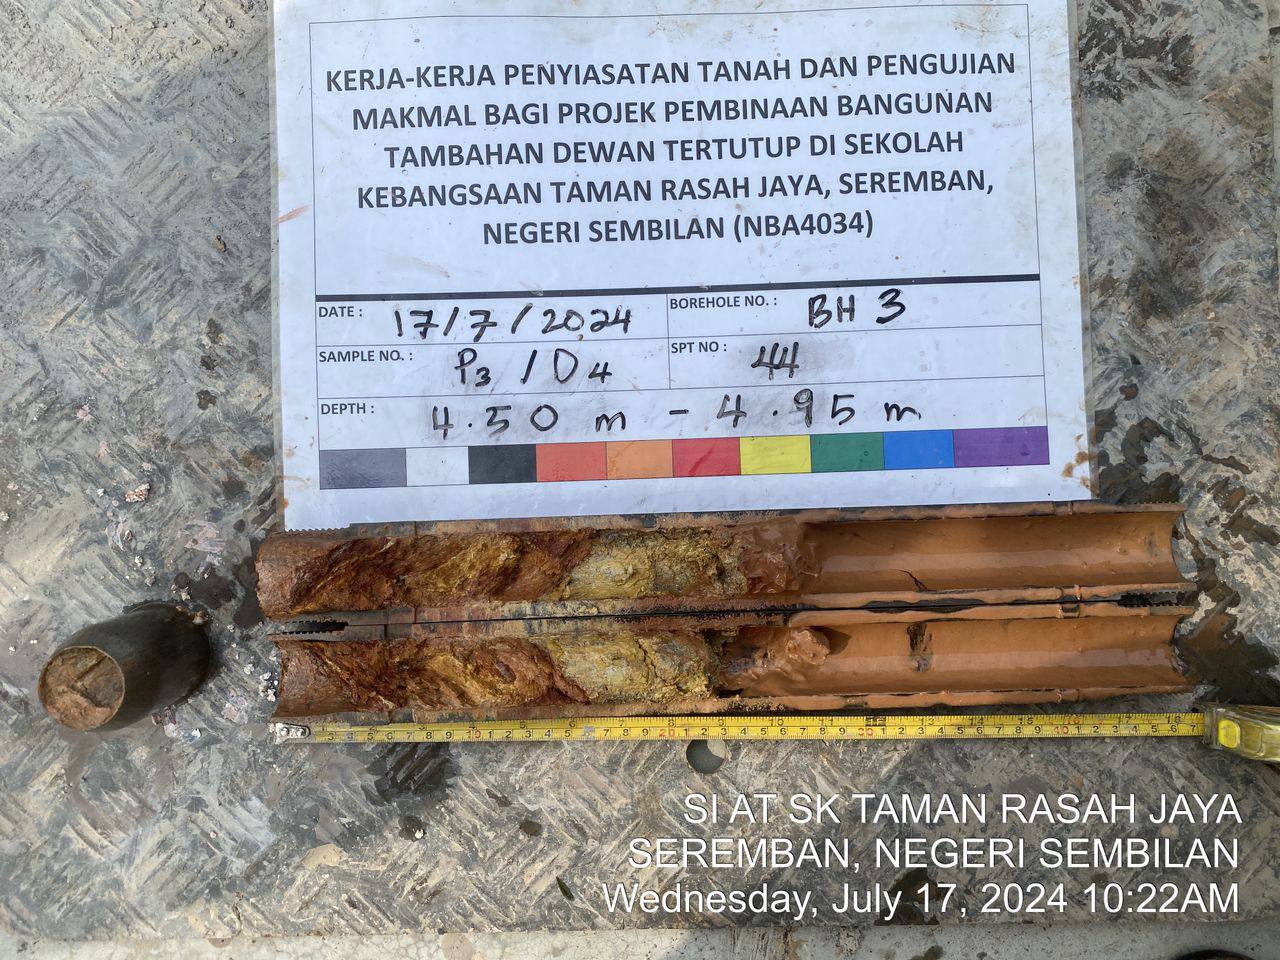 KERJA-KERJA PENYIASATAN TANAH DAN PENGUJIAN
MAKMAL BAGI PROJEK PEMBINAAN BANGUNAN
TAMBAHAN DEWAN TERTUTUP DI SEKOLAH
KEBANGSAAN TAMAN RASAH JAYA, SEREMBAN,
NEGERI SEMBILAN (NBA4034)
DATE : 17/7/2024 BOREHOLE NO. : BH 3
SAMPLE NO. : P3 / D4 SPT NO : 44
DEPTH : 4.50 m - 4.95 m
SI AT SK TAMAN RASAH JAYA
SEREMBAN, NEGERI SEMBILAN
Wednesday, July 17, 2024 10:22AM